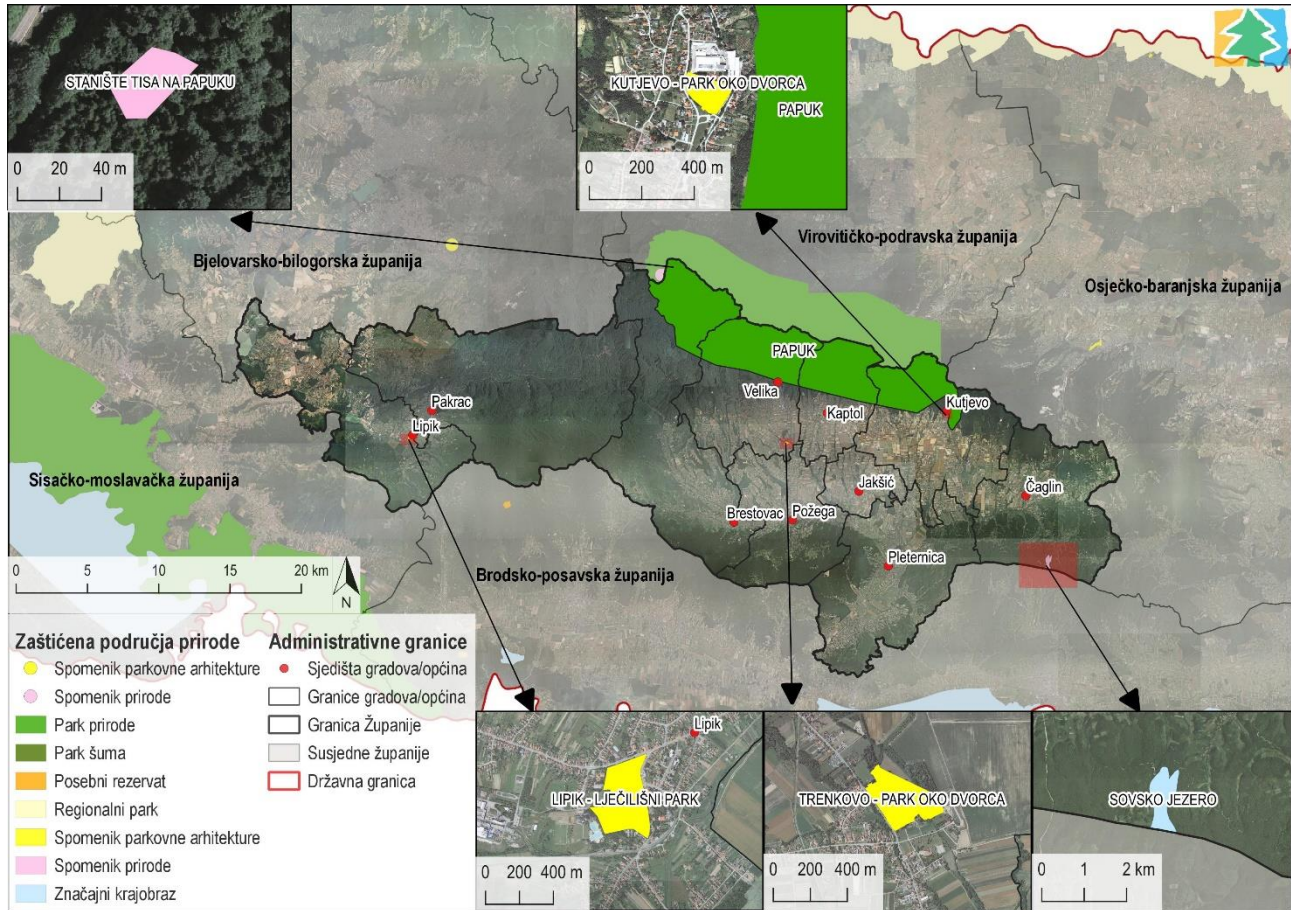 STANIŠTE TISA NA PAPUKU
0 20 40 m
KUTJEVO - PARK OKO DVORCA
PAPUK
0 200 400 m
Bjelovarsko-bilogorska županija
Virovitičko-podravska županija
Osječko-baranjska županija
PAPUK
Velika
Kaptol
Kutjevo
Pakrac
Lipik
Sisačko-moslavačka županija
Jakšić
Čaglin
Brestovac
Požega
Pleternica
Brodsko-posavska županija
0 5 10 20 km
N
Zaštićena područja prirode
Spomenik parkovne arhitekture
Spomenik prirode
Park prirode
Park šuma
Posebni rezervat
Regionalni park
Spomenik parkovne arhitekture
Spomenik prirode
Značajni krajobraz
Administrativne granice
Sjedišta gradova/općina
Granice gradova/općina
Granica Županije
Susjedne županije
Državna granica
Lipik
LIPIK - LJEČILIŠNI PARK
0 200 400 m
TRENKOVO - PARK OKO DVORCA
0 200 400 m
SOVSKO JEZERO
0 1 2 km